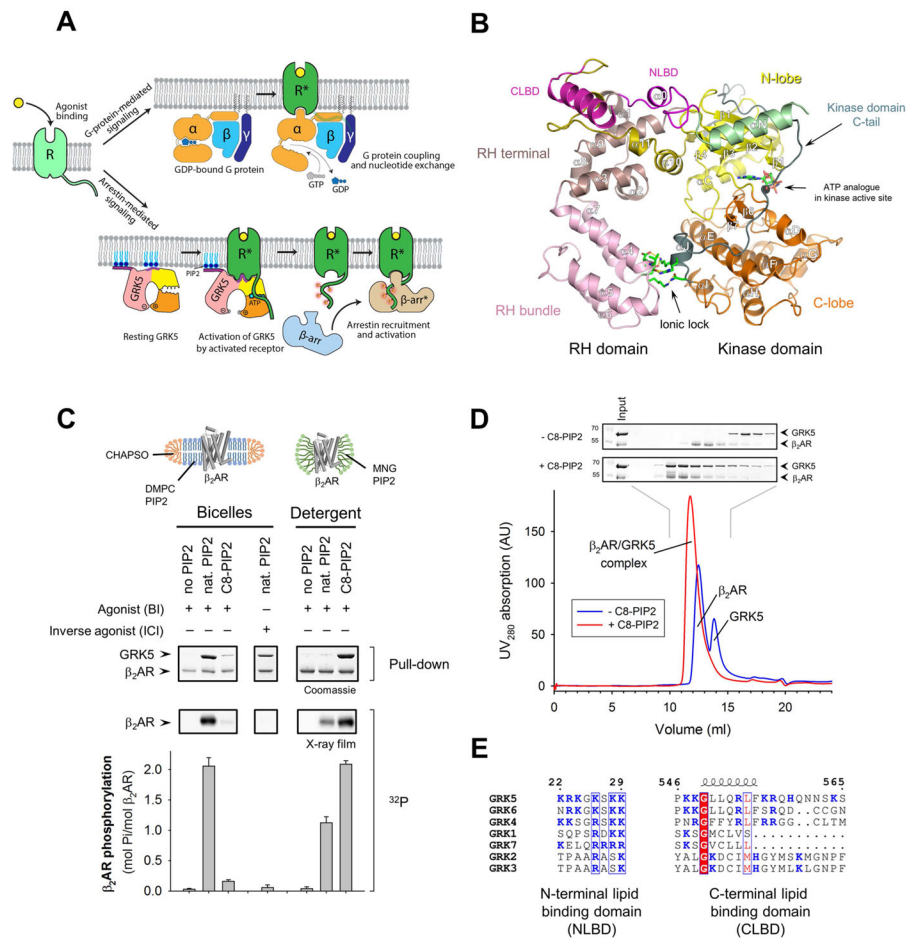 A
Agonist
binding
R
G-protein-mediated
signaling
Arrestin-mediated
signaling
R*
α
β
γ
GDP-bound G protein
α
β
γ
G protein coupling
and nucleotide exchange
GTP
GDP
PIP2
GRK5
Resting GRK5
R*
GRK5
ATP
Activation of GRK5
by activated receptor
R*
β-arr
R*
β-arr*
Arrestin recruitment
and activation
B
CLBD
NLBD
N-lobe
Kinase domain
C-tail
RH terminal
ATP analogue
in kinase active site
RH bundle
Ionic lock
C-lobe
RH domain
Kinase domain
C
CHAPSO
DMPC
PIP2
β2AR
β2AR
MNG
PIP2
Bicelles
Detergent
no PIP2
nat. PIP2
C8-PIP2
nat. PIP2
no PIP2
nat. PIP2
C8-PIP2
Agonist (BI) + + + – + + +
Inverse agonist (ICI) – – – + – – –
GRK5
β2AR
Pull-down
Coomassie
β2AR
X-ray film
32P
β2AR phosphorylation
(mol Pi/mol β2AR)
2.0
1.5
1.0
0.5
0.0
D
Input
- C8-PIP2
70
55
GRK5
β2AR
+ C8-PIP2
70
55
GRK5
β2AR
UV280 absorption (AU)
150
100
50
0
β2AR/GRK5
complex
β2AR
GRK5
- C8-PIP2
+ C8-PIP2
0 4 8 12 16 20
Volume (ml)
E
22 29 546 565
GRK5 KRKGKSKK PKKGLLQRLFKRQHQNNSKS
GRK6 NRKGKSKK PKKGLLQRLFSRQD..CCGN
GRK4 KKRSGRSKK PNRGFFYRLFRRGG..CLTM
GRK1 SQPSRDKK SKSGMCLVS...........
GRK7 KELQRRRR SKSGVCLLL...........
GRK2 TPAARASK YALGKDCIMHGYMSKMGNPF
GRK3 TPAARASK YALGKDCIMHGYMLKLGNPF
N-terminal lipid
binding domain
(NLBD)
C-terminal lipid
binding domain
(CLBD)